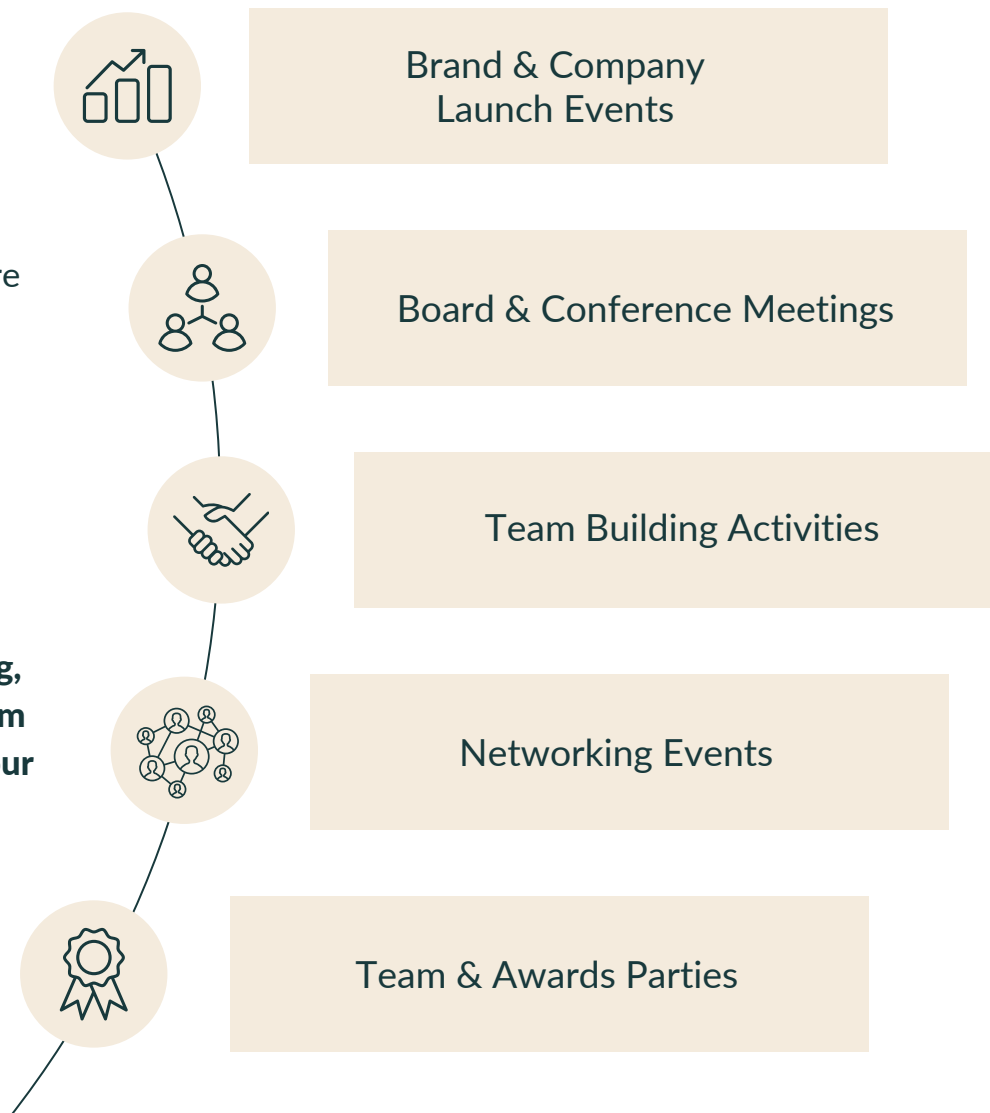 Brand & Company
Launch Events
Board & Conference Meetings
Team Building Activities
Networking Events
Team & Awards Parties